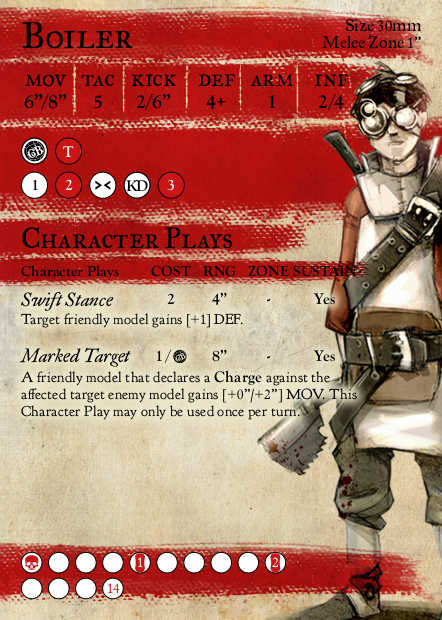 Boiler
Size 30mm
Melee Zone 1"
MOV TAC KICK DEF ARM INF
6"/8" 5 2/6" 4+ 1 2/4
GB T
1 2 >< KD 3
Character Plays
Character Plays COST RNG ZONE SUSTAIN
Swift Stance 2 4" - Yes
Target friendly model gains [+1] DEF.
Marked Target 1/GB 8" - Yes
A friendly model that declares a Charge against the
affected target enemy model gains [+0"/+2"] MOV. This
Character Play may only be used once per turn.
1 2
14